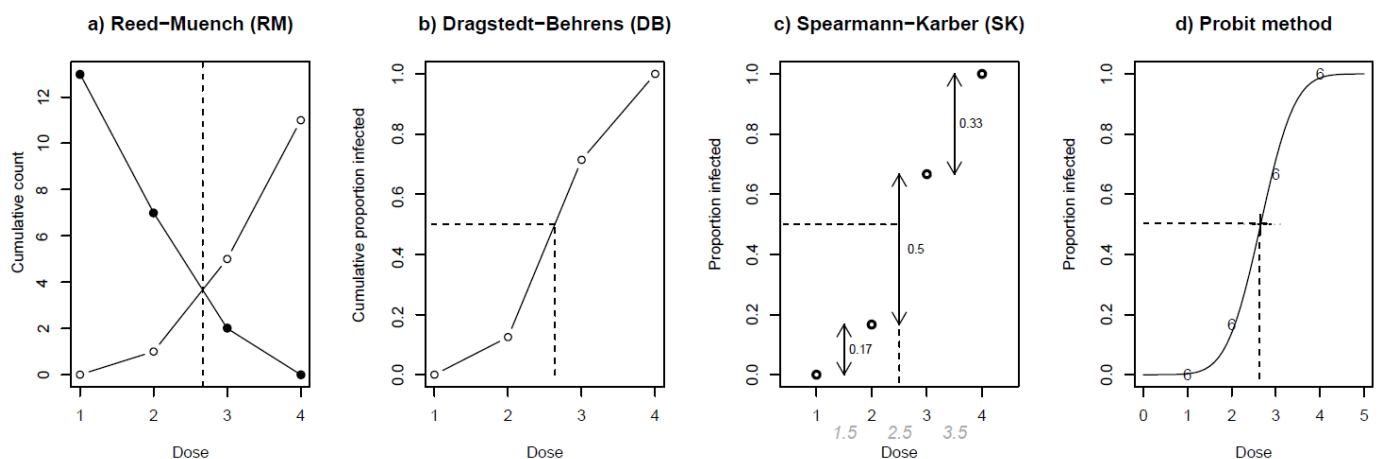 a) Reed−Muench (RM)
Cumulative count
0 2 4 6 8 10 12
1 2 3 4
Dose
b) Dragstedt−Behrens (DB)
Cumulative proportion infected
0.0 0.2 0.4 0.6 0.8 1.0
1 2 3 4
Dose
c) Spearmann−Karber (SK)
Proportion infected
0.0 0.2 0.4 0.6 0.8 1.0
0.33
0.5
0.17
1 2 3 4
1.5 2.5 3.5
Dose
d) Probit method
Proportion infected
0.0 0.2 0.4 0.6 0.8 1.0
6
6
6
6
0 1 2 3 4 5
Dose